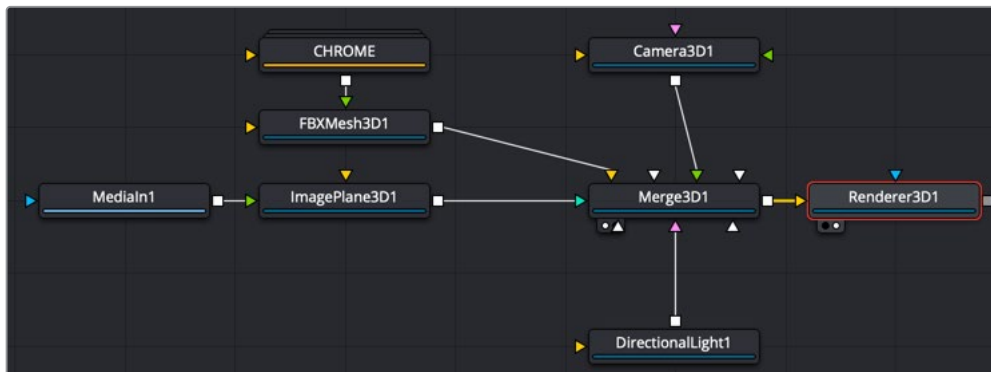 CHROME
Camera3D1
FBXMesh3D1
MediaIn1
ImagePlane3D1
Merge3D1
Renderer3D1
DirectionalLight1